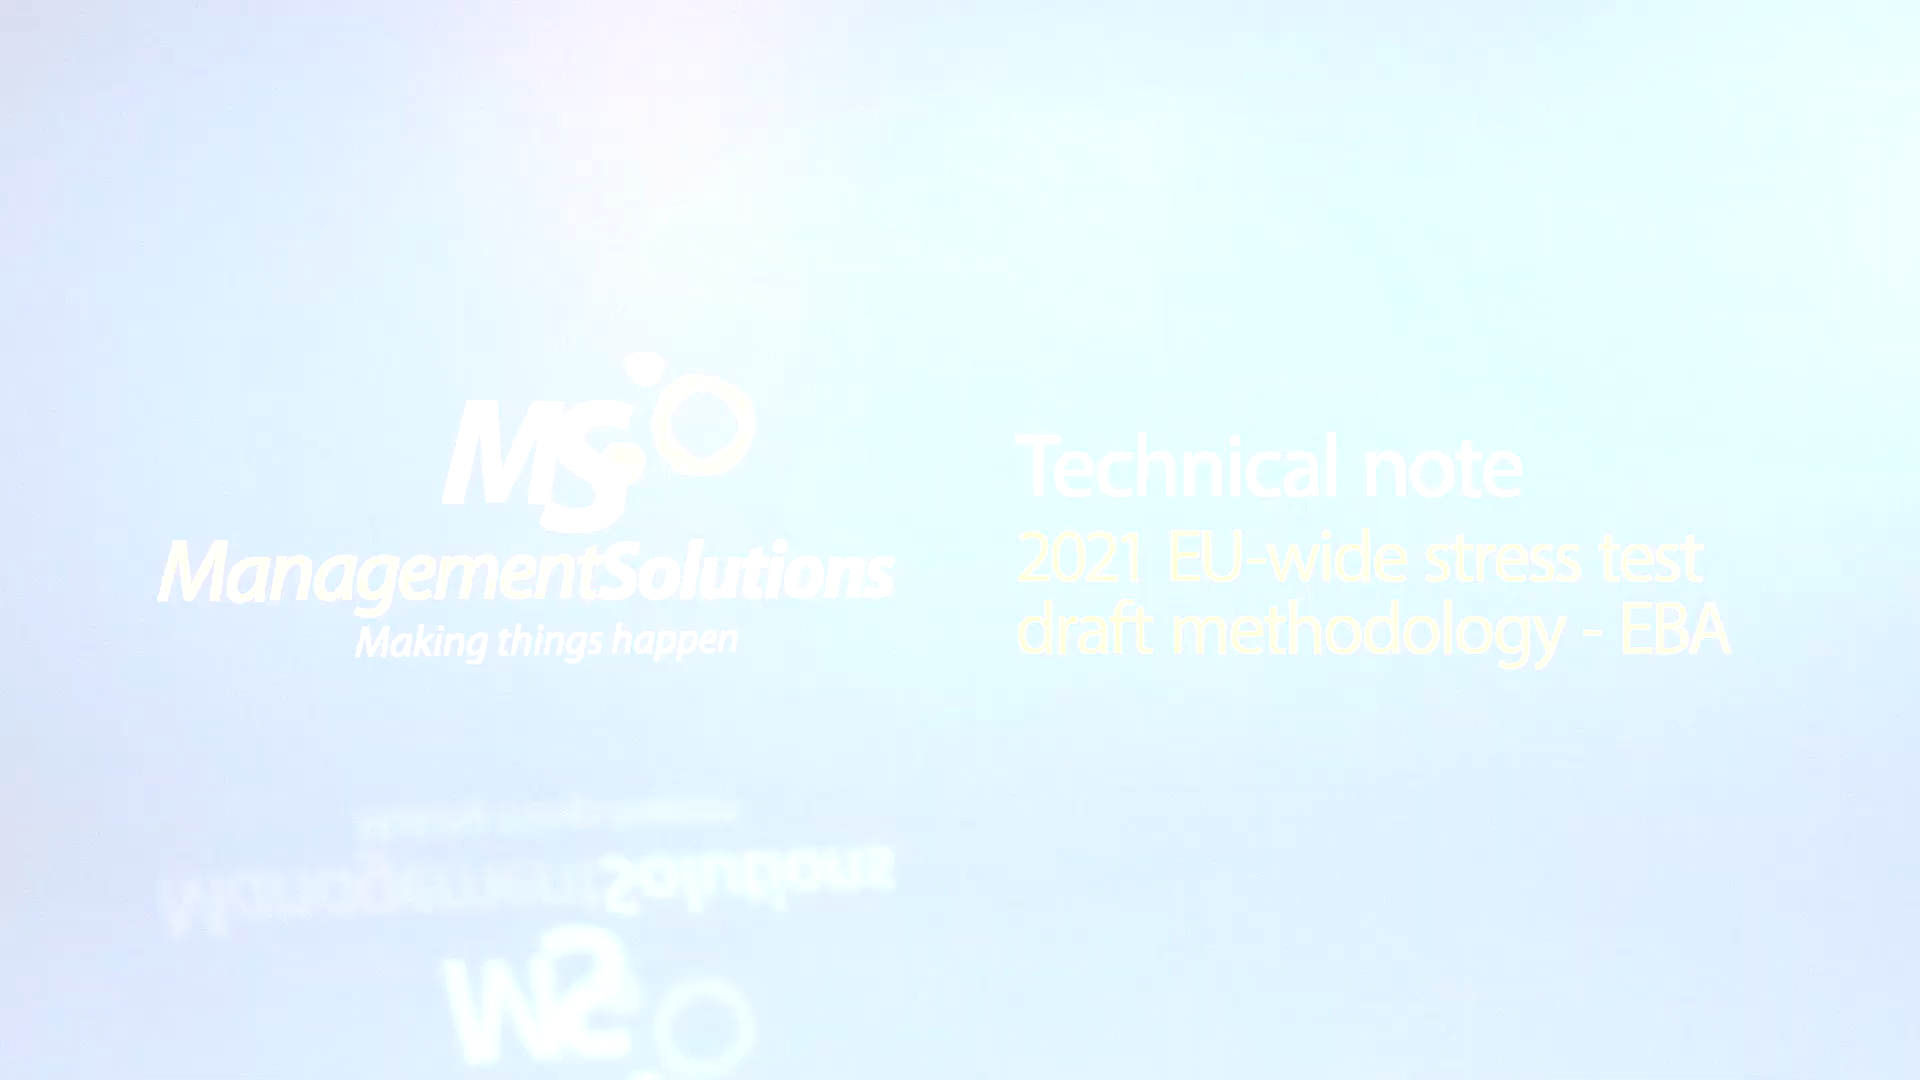 MS
ManagementSolutions
Making things happen
Technical note
2021 EU-wide stress test
draft methodology - EBA